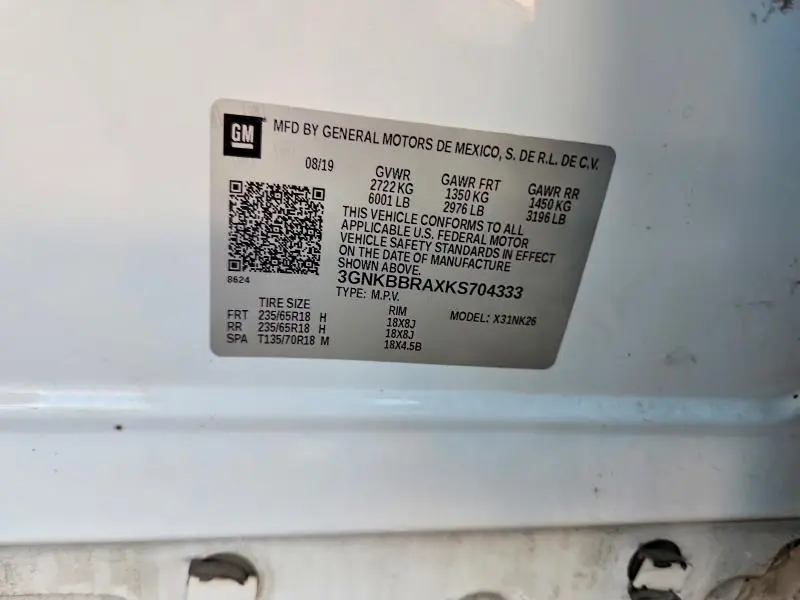 GM MFD BY GENERAL MOTORS DE MEXICO, S. DE R.L. DE C.V.
08/19 GVWR GAWR FRT GAWR RR
2722 KG 1350 KG 1450 KG
6001 LB 2976 LB 3196 LB
THIS VEHICLE CONFORMS TO ALL
APPLICABLE U.S. FEDERAL MOTOR
VEHICLE SAFETY STANDARDS IN EFFECT
ON THE DATE OF MANUFACTURE
SHOWN ABOVE.
8624 3GNKBBRAXKS704333
TYPE: M.P.V. MODEL: X31NK26
TIRE SIZE RIM
FRT 235/65R18 H 18X8J
RR 235/65R18 H 18X8J
SPA T135/70R18 M 18X4.5B